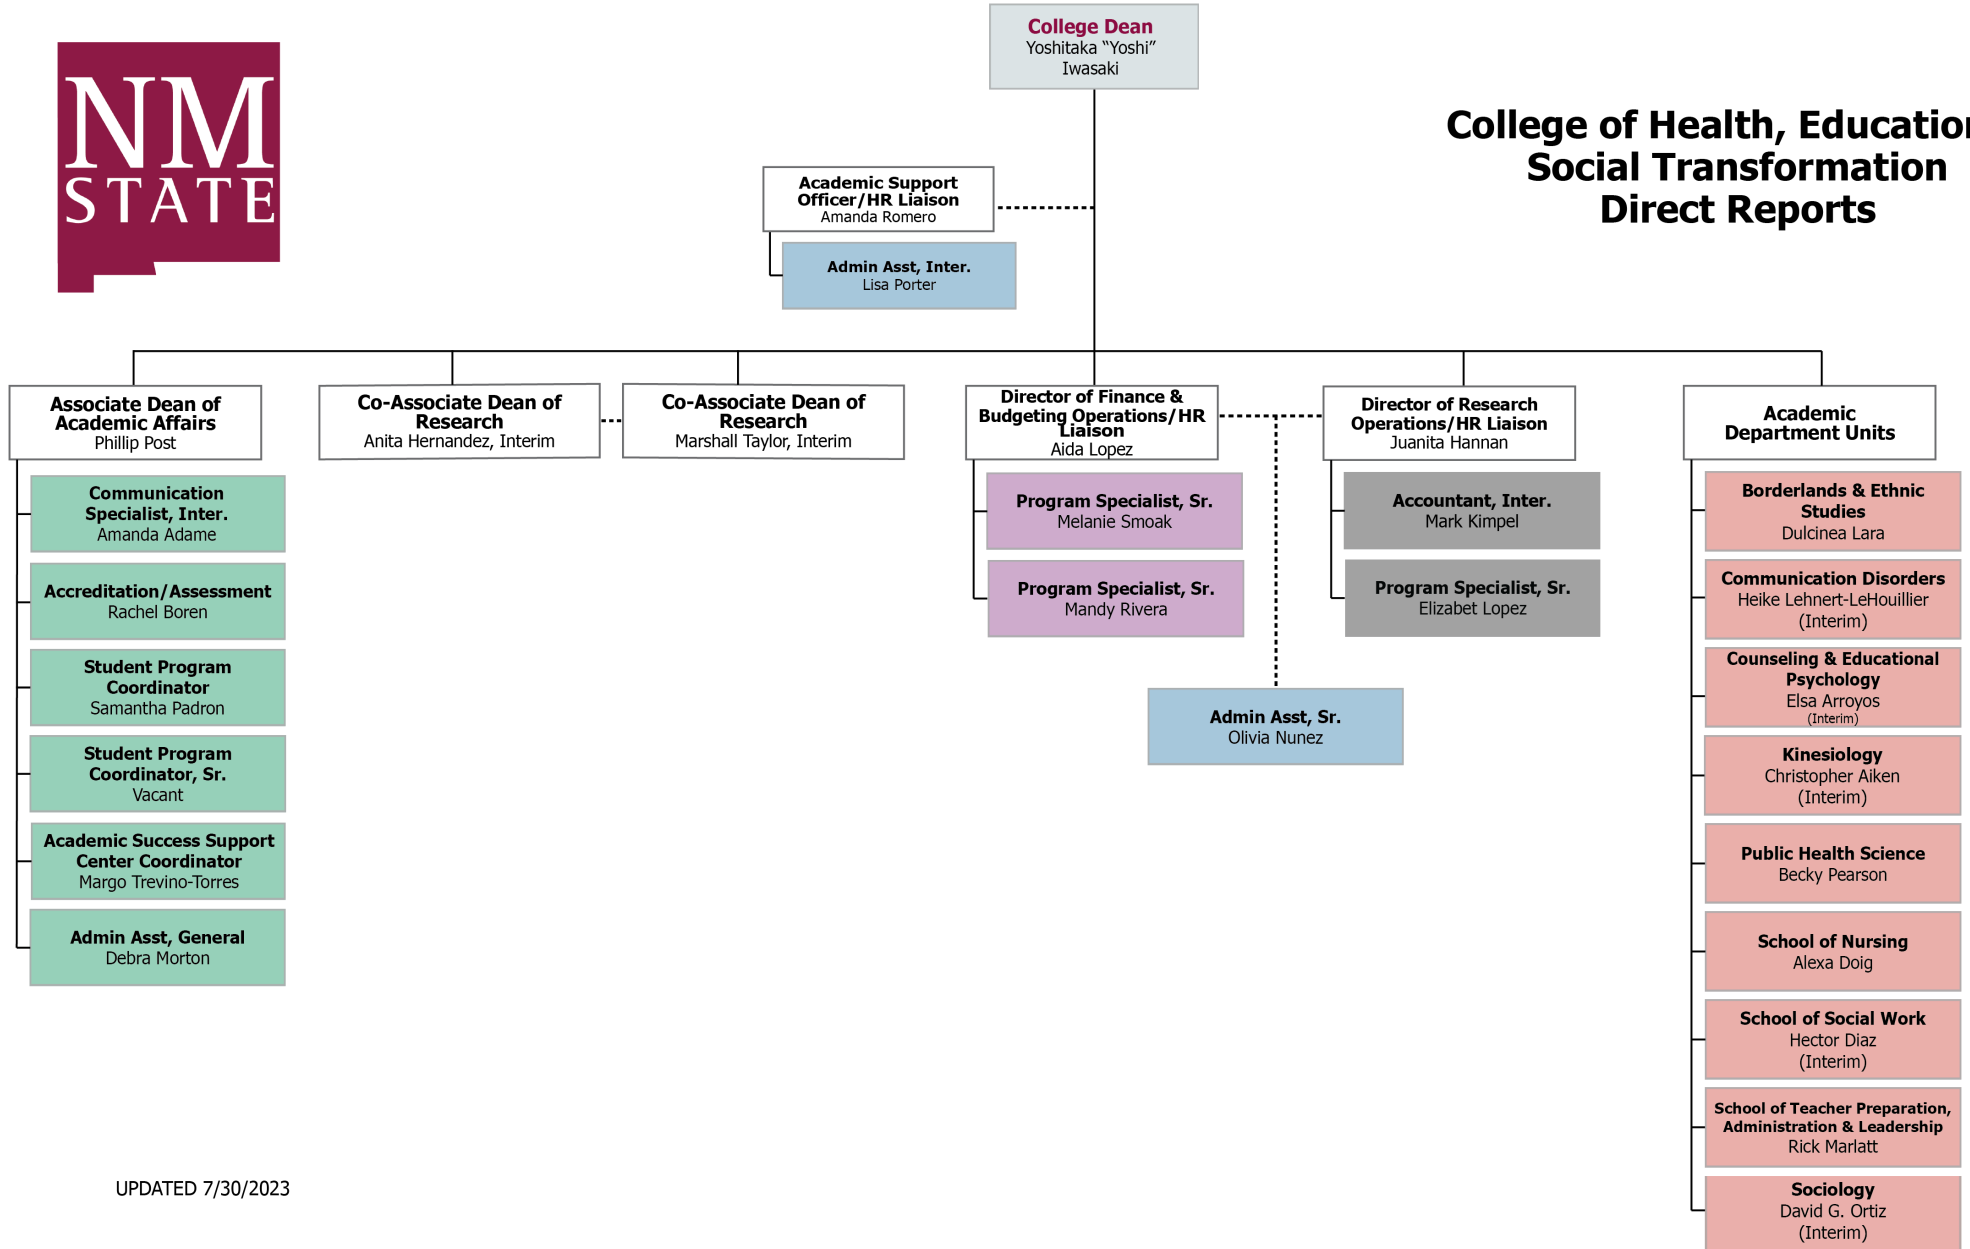 College Dean
Yoshitaka “Yoshi”
Iwasaki
NM
STATE
College of Health, Education
Social Transformation
Direct Reports
Academic Support
Officer/HR Liaison
Amanda Romero
Admin Asst, Inter.
Lisa Porter
Associate Dean of
Academic Affairs
Phillip Post
Communication
Specialist, Inter.
Amanda Adame
Accreditation/Assessment
Rachel Boren
Student Program
Coordinator
Samantha Padron
Student Program
Coordinator, Sr.
Vacant
Academic Success Support
Center Coordinator
Margo Trevino-Torres
Admin Asst, General
Debra Morton
Co-Associate Dean of
Research
Anita Hernandez, Interim
Co-Associate Dean of
Research
Marshall Taylor, Interim
Director of Finance &
Budgeting Operations/HR
Liaison
Aida Lopez
Program Specialist, Sr.
Melanie Smoak
Program Specialist, Sr.
Mandy Rivera
Director of Research
Operations/HR Liaison
Juanita Hannan
Accountant, Inter.
Mark Kimpel
Program Specialist, Sr.
Elizabet Lopez
Admin Asst, Sr.
Olivia Nunez
Academic
Department Units
Borderlands & Ethnic
Studies
Dulcinea Lara
Communication Disorders
Heike Lehnert-LeHouillier
(Interim)
Counseling & Educational
Psychology
Elsa Arroyos
(Interim)
Kinesiology
Christopher Aiken
(Interim)
Public Health Science
Becky Pearson
School of Nursing
Alexa Doig
School of Social Work
Hector Diaz
(Interim)
School of Teacher Preparation,
Administration & Leadership
Rick Marlatt
Sociology
David G. Ortiz
(Interim)
UPDATED 7/30/2023